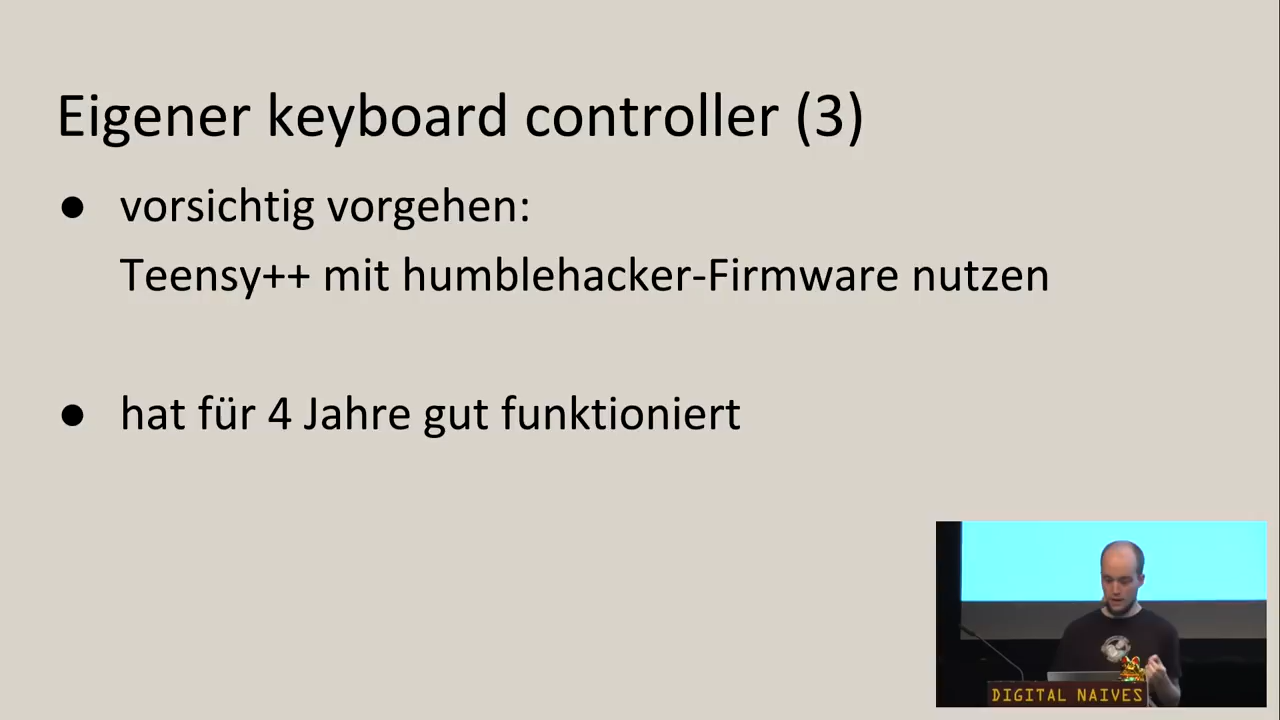 Eigener keyboard controller (3)
● vorsichtig vorgehen:
Teensy++ mit humblehacker-Firmware nutzen
● hat für 4 Jahre gut funktioniert
DIGITAL NAIVES